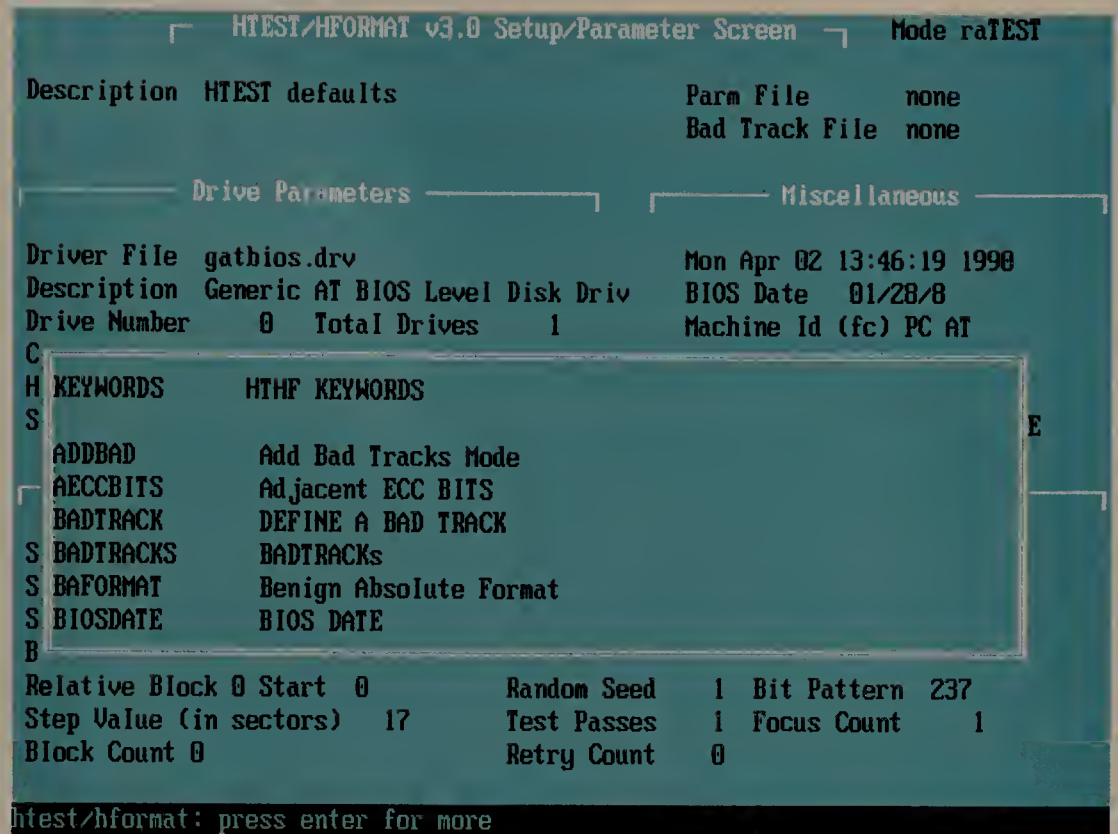 HTEST/HFORMAT v3.0 Setup/Parameter Screen Mode raTEST
Description HTEST defaults Parm File none
Bad Track File none
Drive Parameters Miscellaneous
Driver File gatbios.drv Mon Apr 02 13:46:19 1990
Description Generic AT BIOS Level Disk Driv BIOS Date 01/28/8
Drive Number 0 Total Drives 1 Machine Id (fc) PC AT
C
H KEYWORDS HTHF KEYWORDS
S E
ADDBAD Add Bad Tracks Mode
AECCBITS Adjacent ECC BITS
BADTRACK DEFINE A BAD TRACK
S BADTRACKS BADTRACKs
S BAFORMAT Benign Absolute Format
S BIOSDATE BIOS DATE
B
Relative Block 0 Start 0 Random Seed 1 Bit Pattern 237
Step Value (in sectors) 17 Test Passes 1 Focus Count 1
Block Count 0 Retry Count 0
htest/hformat: press enter for more